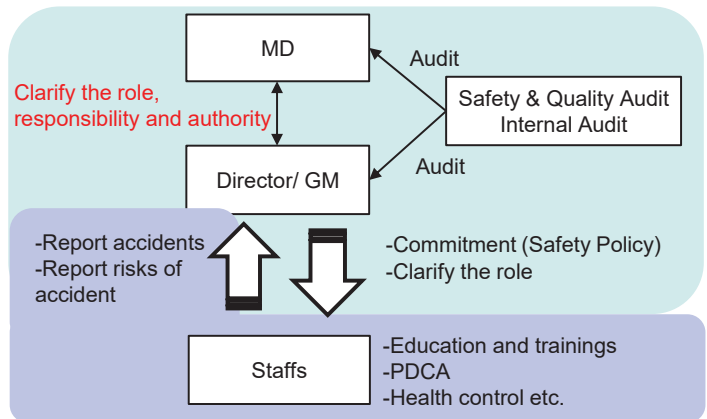 MD
Audit
Clarify the role,
responsibility and authority
Safety & Quality Audit
Internal Audit
Audit
Director/ GM
-Report accidents
-Report risks of
accident
-Commitment (Safety Policy)
-Clarify the role
Staffs
-Education and trainings
-PDCA
-Health control etc.